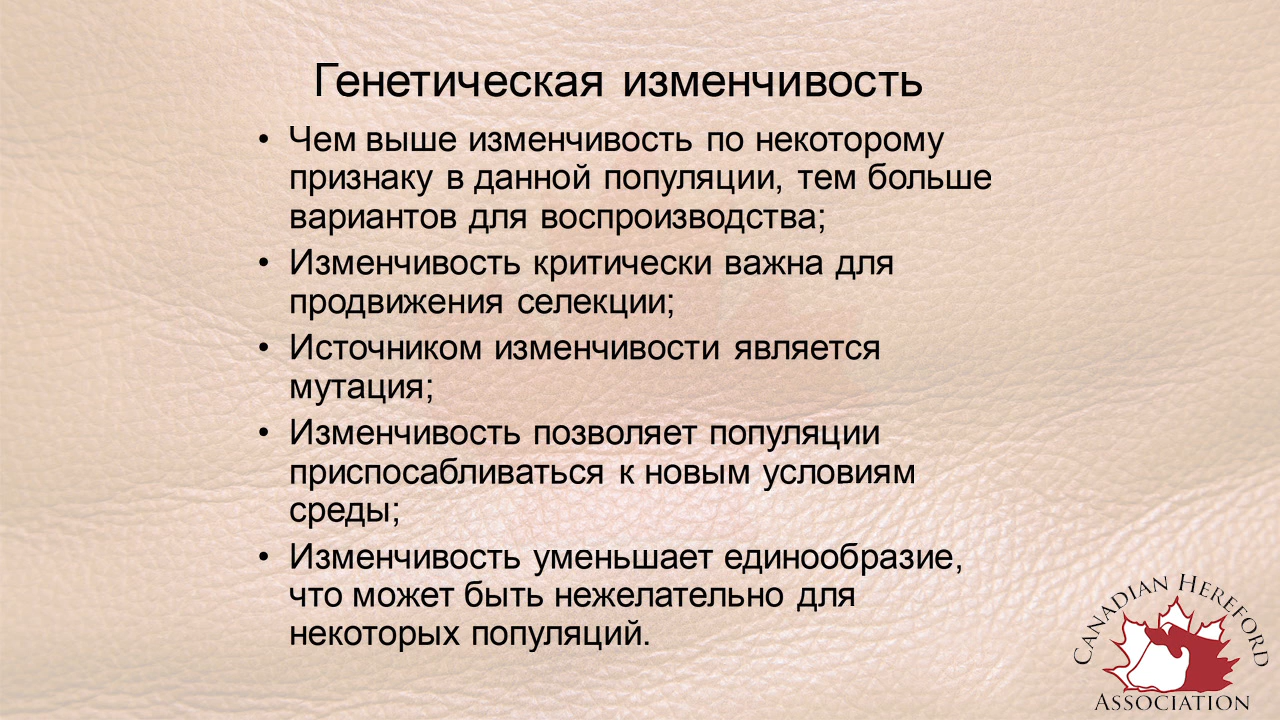 Генетическая изменчивость
• Чем выше изменчивость по некоторому
признаку в данной популяции, тем больше
вариантов для воспроизводства;
• Изменчивость критически важна для
продвижения селекции;
• Источником изменчивости является
мутация;
• Изменчивость позволяет популяции
приспосабливаться к новым условиям
среды;
• Изменчивость уменьшает единообразие,
что может быть нежелательно для
некоторых популяций.
CANADIAN HEREFORD
ASSOCIATION